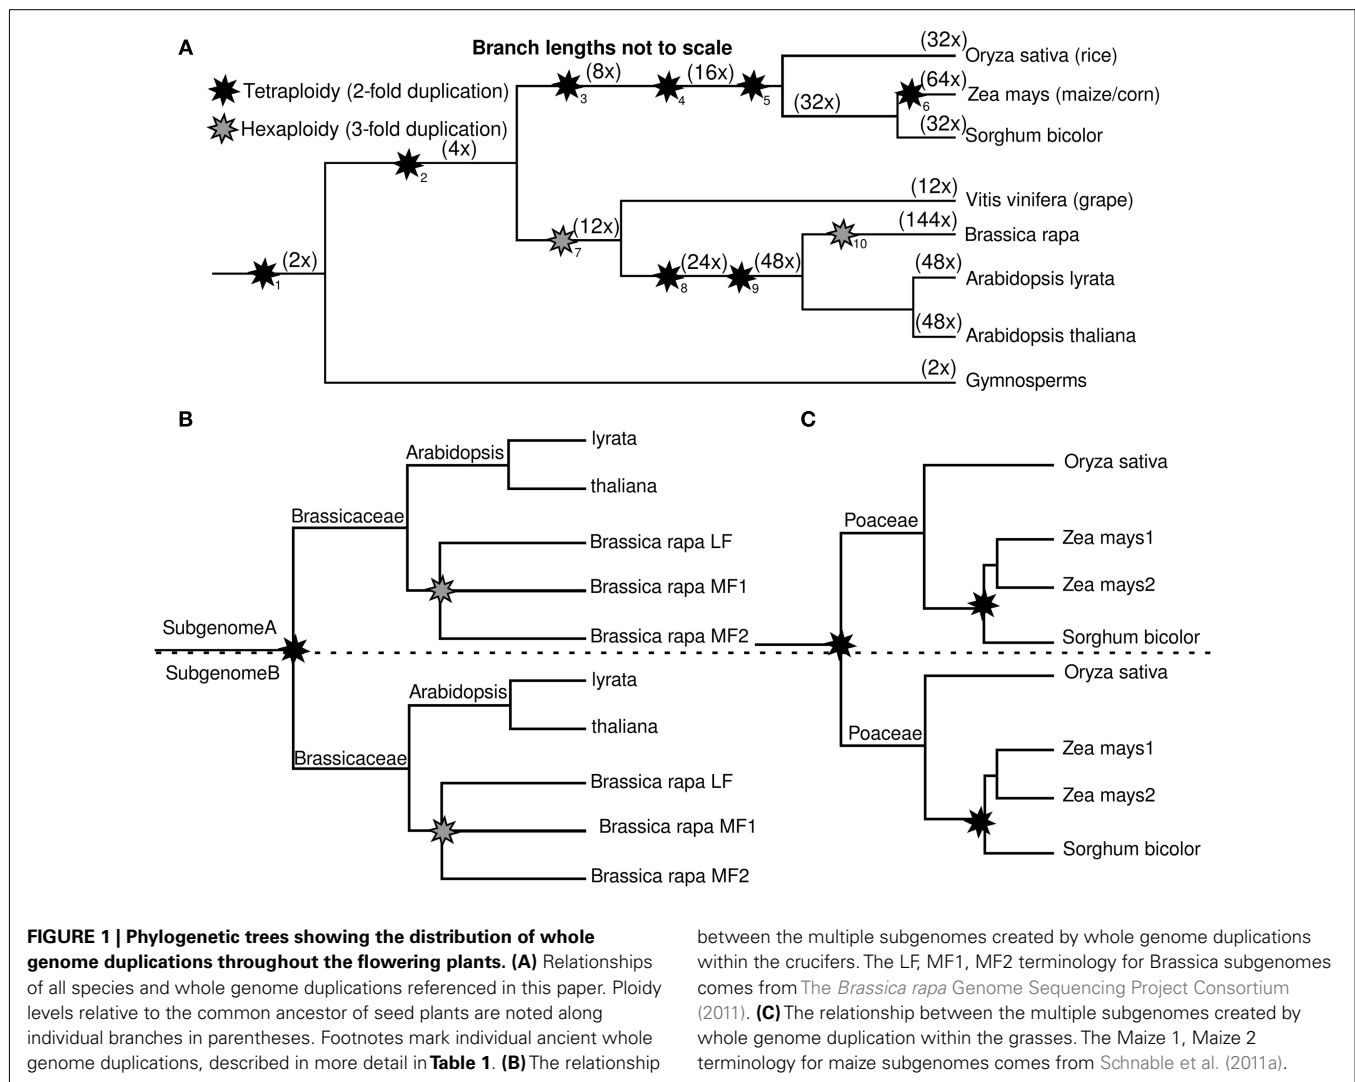 A
Branch lengths not to scale
Tetraploidy (2-fold duplication)
Hexaploidy (3-fold duplication)
(2x)
1
(4x)
2
(8x)
3
(16x)
4
5
(32x)
Oryza sativa (rice)
(32x)
(64x)
6
Zea mays (maize/corn)
(32x)
Sorghum bicolor
(12x)
7
(12x)
Vitis vinifera (grape)
(24x)
8
(48x)
9
10
(144x)
Brassica rapa
(48x)
Arabidopsis lyrata
(48x)
Arabidopsis thaliana
(2x)
Gymnosperms
B
SubgenomeA
SubgenomeB
Brassicaceae
Arabidopsis
lyrata
thaliana
Brassica rapa LF
Brassica rapa MF1
Brassica rapa MF2
Brassicaceae
Arabidopsis
lyrata
thaliana
Brassica rapa LF
Brassica rapa MF1
Brassica rapa MF2
C
Poaceae
Oryza sativa
Zea mays1
Zea mays2
Sorghum bicolor
Poaceae
Oryza sativa
Zea mays1
Zea mays2
Sorghum bicolor
FIGURE 1 | Phylogenetic trees showing the distribution of whole
genome duplications throughout the flowering plants. (A) Relationships
of all species and whole genome duplications referenced in this paper. Ploidy
levels relative to the common ancestor of seed plants are noted along
individual branches in parentheses. Footnotes mark individual ancient whole
genome duplications, described in more detail in Table 1. (B) The relationship
between the multiple subgenomes created by whole genome duplications
within the crucifers. The LF, MF1, MF2 terminology for Brassica subgenomes
comes from The Brassica rapa Genome Sequencing Project Consortium
(2011). (C) The relationship between the multiple subgenomes created by
whole genome duplication within the grasses. The Maize 1, Maize 2
terminology for maize subgenomes comes from Schnable et al. (2011a).